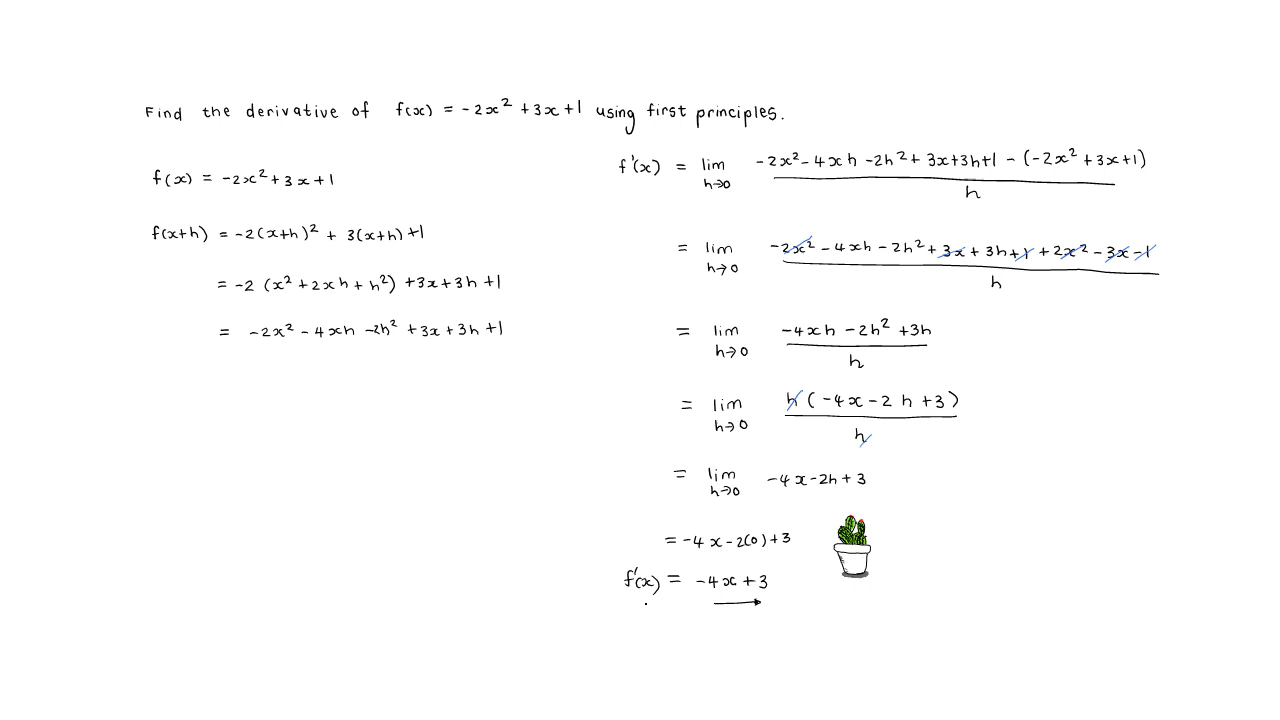 Find the derivative of f(x) = -2x² + 3x + 1 using first principles.
f(x) = -2x² + 3x + 1
f(x+h) = -2(x+h)² + 3(x+h) + 1
= -2 (x² + 2xh + h²) + 3x + 3h + 1
= -2x² - 4xh - 2h² + 3x + 3h + 1
f'(x) = lim h→0 -2x² - 4xh - 2h² + 3x + 3h + 1 - (-2x² + 3x + 1)
h
= lim h→0 -2x² - 4xh - 2h² + 3x + 3h + 1 + 2x² - 3x - 1
h
= lim h→0 -4xh - 2h² + 3h
h
= lim h→0 h (-4x - 2h + 3)
h
= lim h→0 -4x - 2h + 3
= -4x - 2(0) + 3
f'(x) = -4x + 3